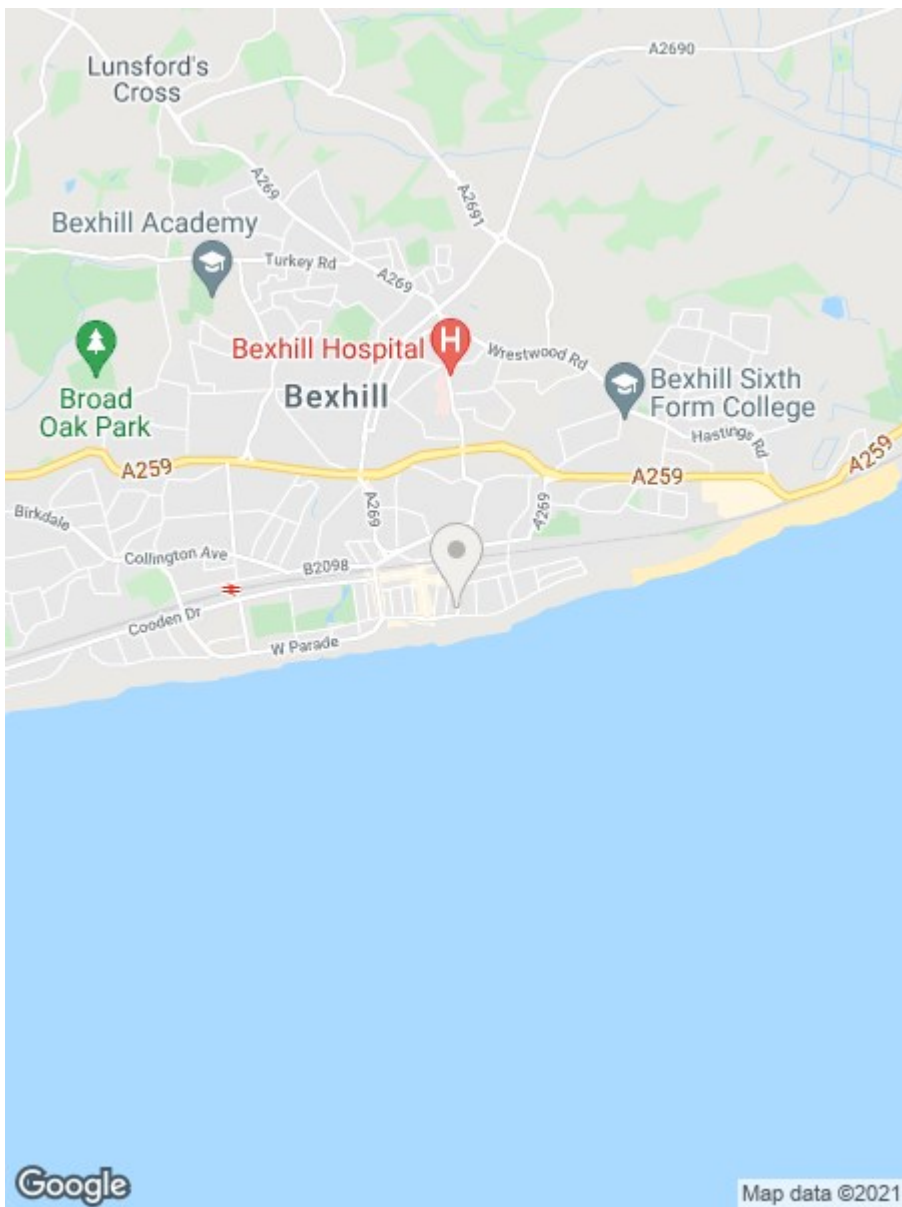 A2690
Lunsford's
Cross
A269
A2691
Bexhill Academy
Turkey Rd
A269
Bexhill Hospital
H
Wrestwood Rd
Bexhill
Broad
Oak Park
Bexhill Sixth
Form College
Hastings Rd
A259
A259
A259
Birkdale
A269
A269
Collington Ave
B2098
Cooden Dr
W Parade
Google
Map data ©2021